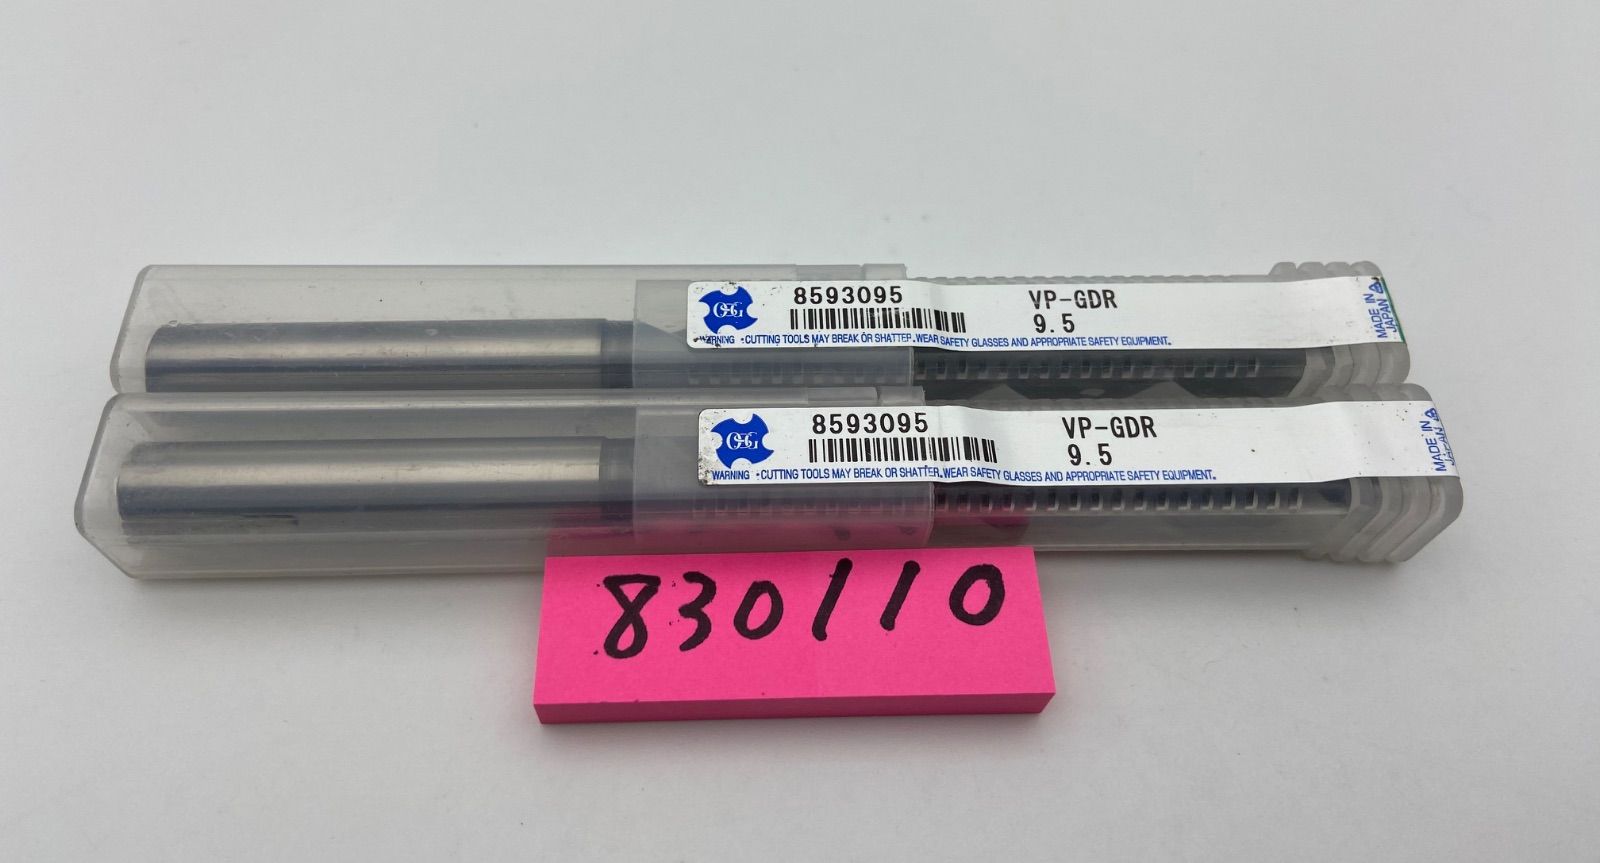 OSG
8593095
VP-GDR
9.5
WARNING ・CUTTING TOOLS MAY BREAK OR SHATTER. WEAR SAFETY GLASSES AND APPROPRIATE SAFETY EQUIPMENT.
MADE IN
JAPAN
OSG
8593095
VP-GDR
9.5
WARNING ・CUTTING TOOLS MAY BREAK OR SHATTER. WEAR SAFETY GLASSES AND APPROPRIATE SAFETY EQUIPMENT.
MADE IN
JAPAN
830110